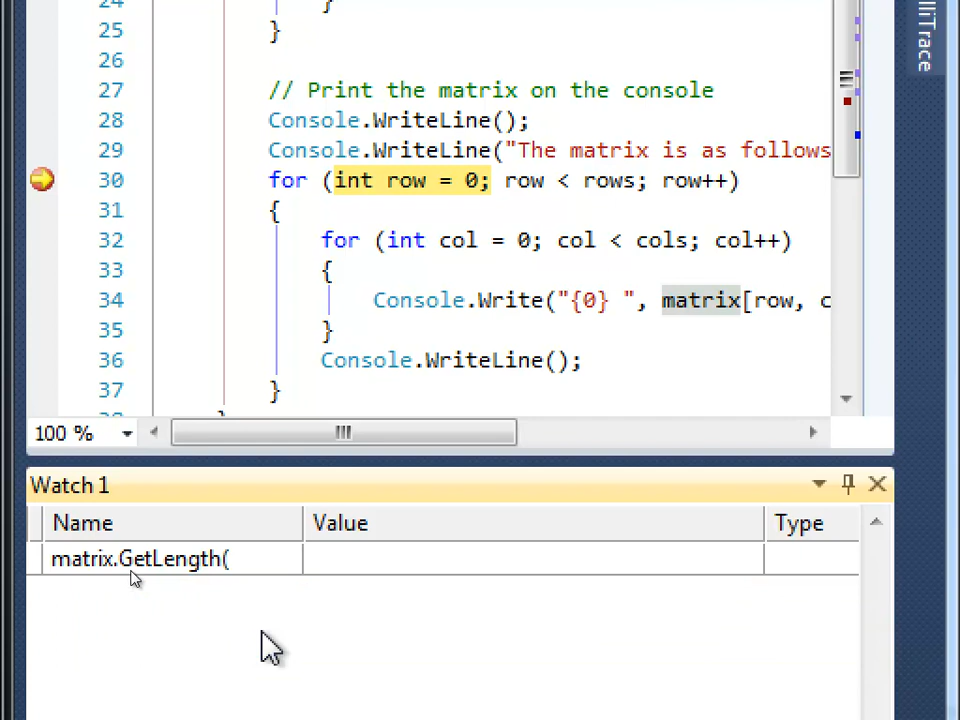 24 }
25 }
26
27 // Print the matrix on the console
28 Console.WriteLine();
29 Console.WriteLine("The matrix is as follows
30 for (int row = 0; row < rows; row++)
31 {
32 for (int col = 0; col < cols; col++)
33 {
34 Console.Write("{0} ", matrix[row, c
35 }
36 Console.WriteLine();
37 }
38 }
100 %
lliTrace
Watch 1
Name Value Type
matrix.GetLength(